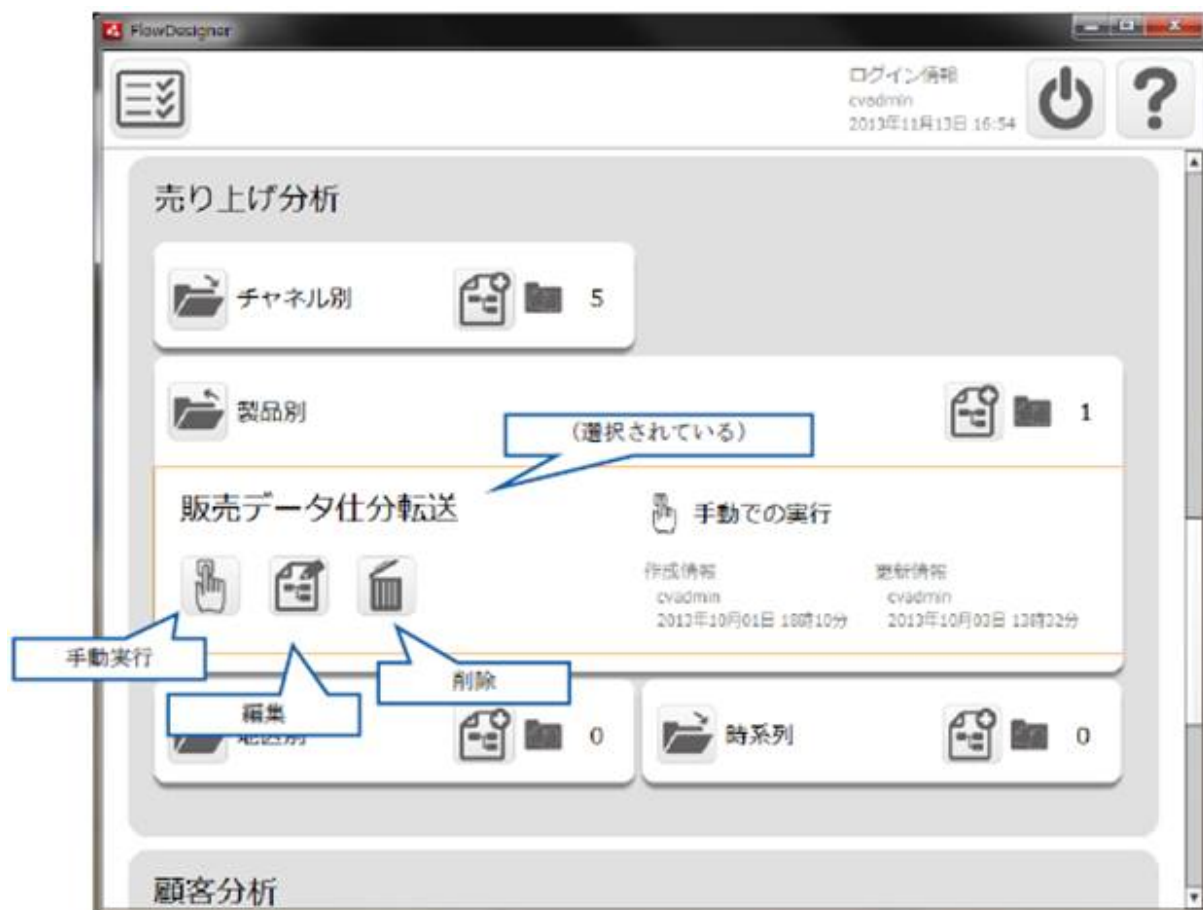 FlowDesigner
ログイン情報
cvadmin
2013年11月13日 16:54
売り上げ分析
チャネル別
5
製品別
1
（選択されている）
販売データ仕分転送
手動での実行
作成情報
更新情報
cvadmin
cvadmin
2013年10月01日 18時10分
2013年10月03日 13時32分
手動実行
編集
削除
0
時系列
0
顧客分析